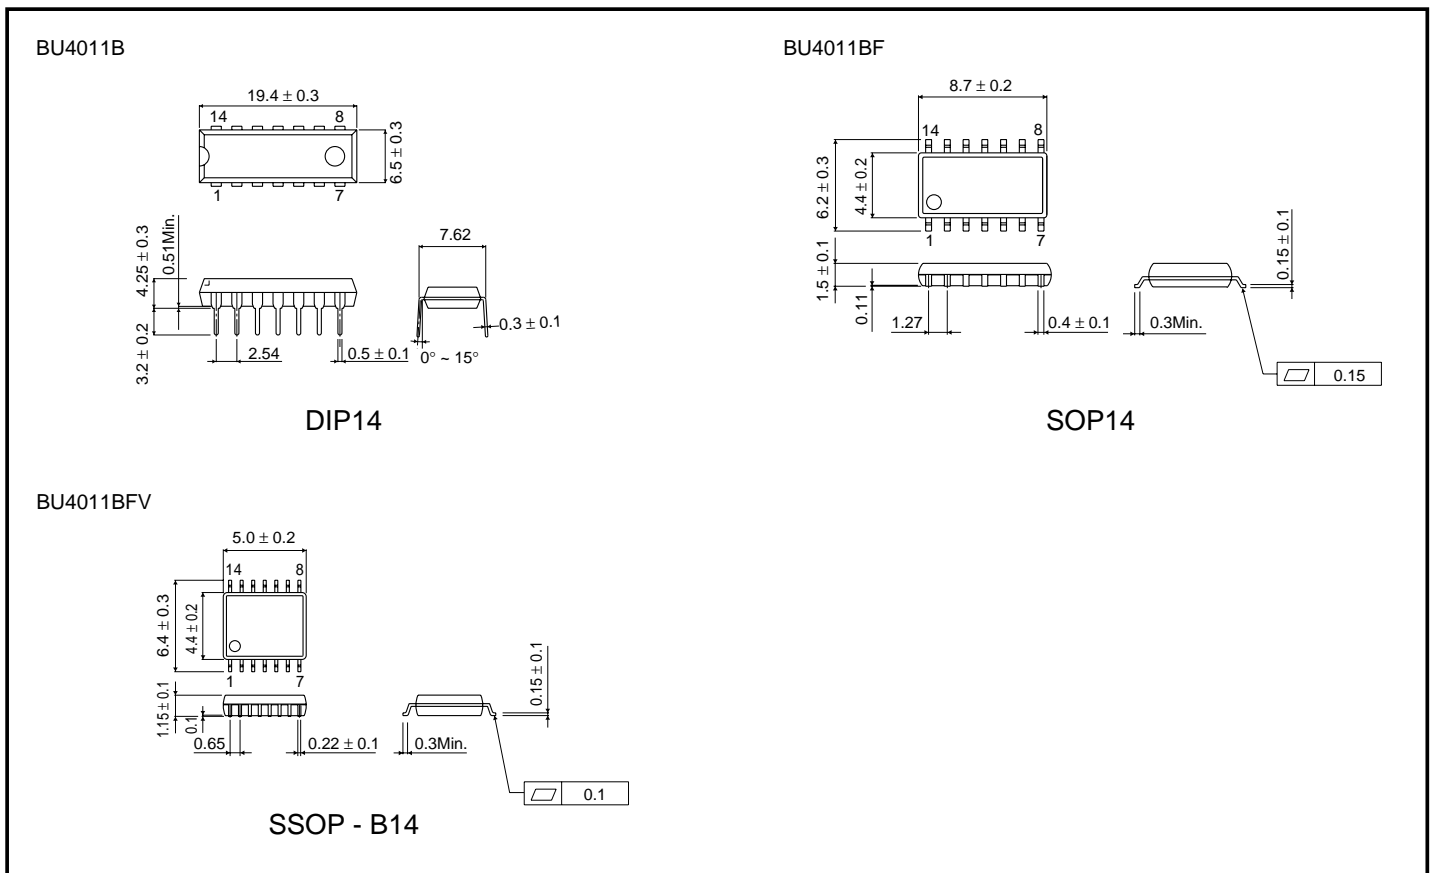 BU4011B
19.4 ± 0.3
14 8
6.5 ± 0.3
1 7
4.25 ± 0.3
0.51Min.
3.2 ± 0.2
2.54
0.5 ± 0.1
7.62
0.3 ± 0.1
0° ~ 15°
DIP14
BU4011BF
8.7 ± 0.2
14 8
6.2 ± 0.3
4.4 ± 0.2
1 7
1.5 ± 0.1
0.11
1.27
0.4 ± 0.1
0.15 ± 0.1
0.3Min.
0.15
SOP14
BU4011BFV
5.0 ± 0.2
14 8
6.4 ± 0.3
4.4 ± 0.2
1 7
1.15 ± 0.1
0.1
0.65
0.22 ± 0.1
0.15 ± 0.1
0.3Min.
0.1
SSOP - B14